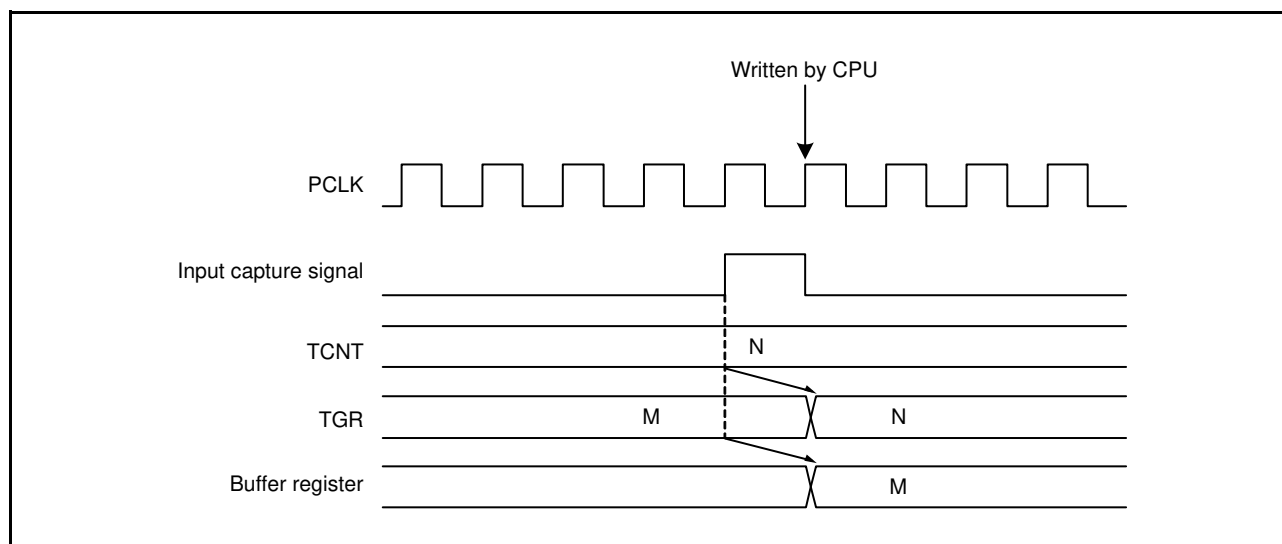 Written by CPU
PCLK
Input capture signal
TCNT
N
TGR
M
N
Buffer register
M